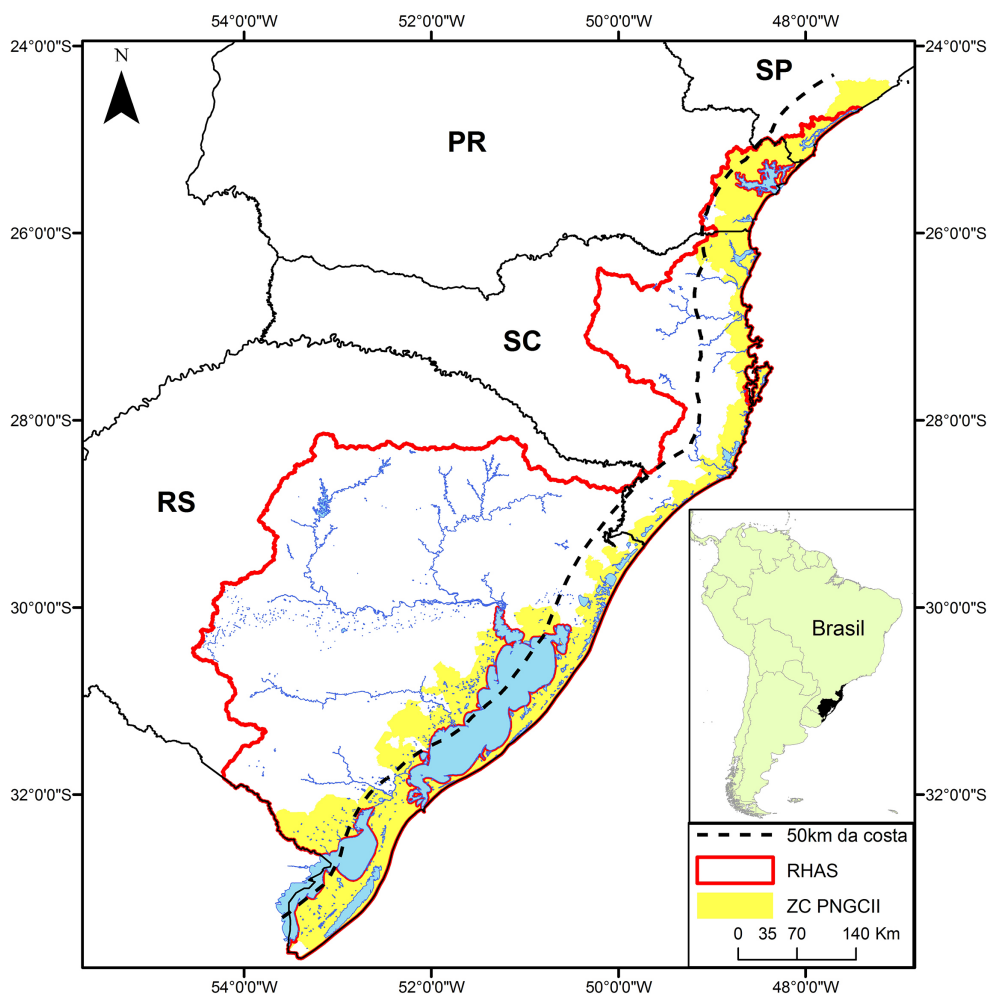 54°0'0"W 52°0'0"W 50°0'0"W 48°0'0"W
24°0'0"S 24°0'0"S
N
SP
PR
26°0'0"S 26°0'0"S
SC
28°0'0"S 28°0'0"S
RS
30°0'0"S 30°0'0"S
Brasil
32°0'0"S 32°0'0"S
50km da costa
RHAS
ZC PNGCII
0 35 70 140 Km
54°0'0"W 52°0'0"W 50°0'0"W 48°0'0"W